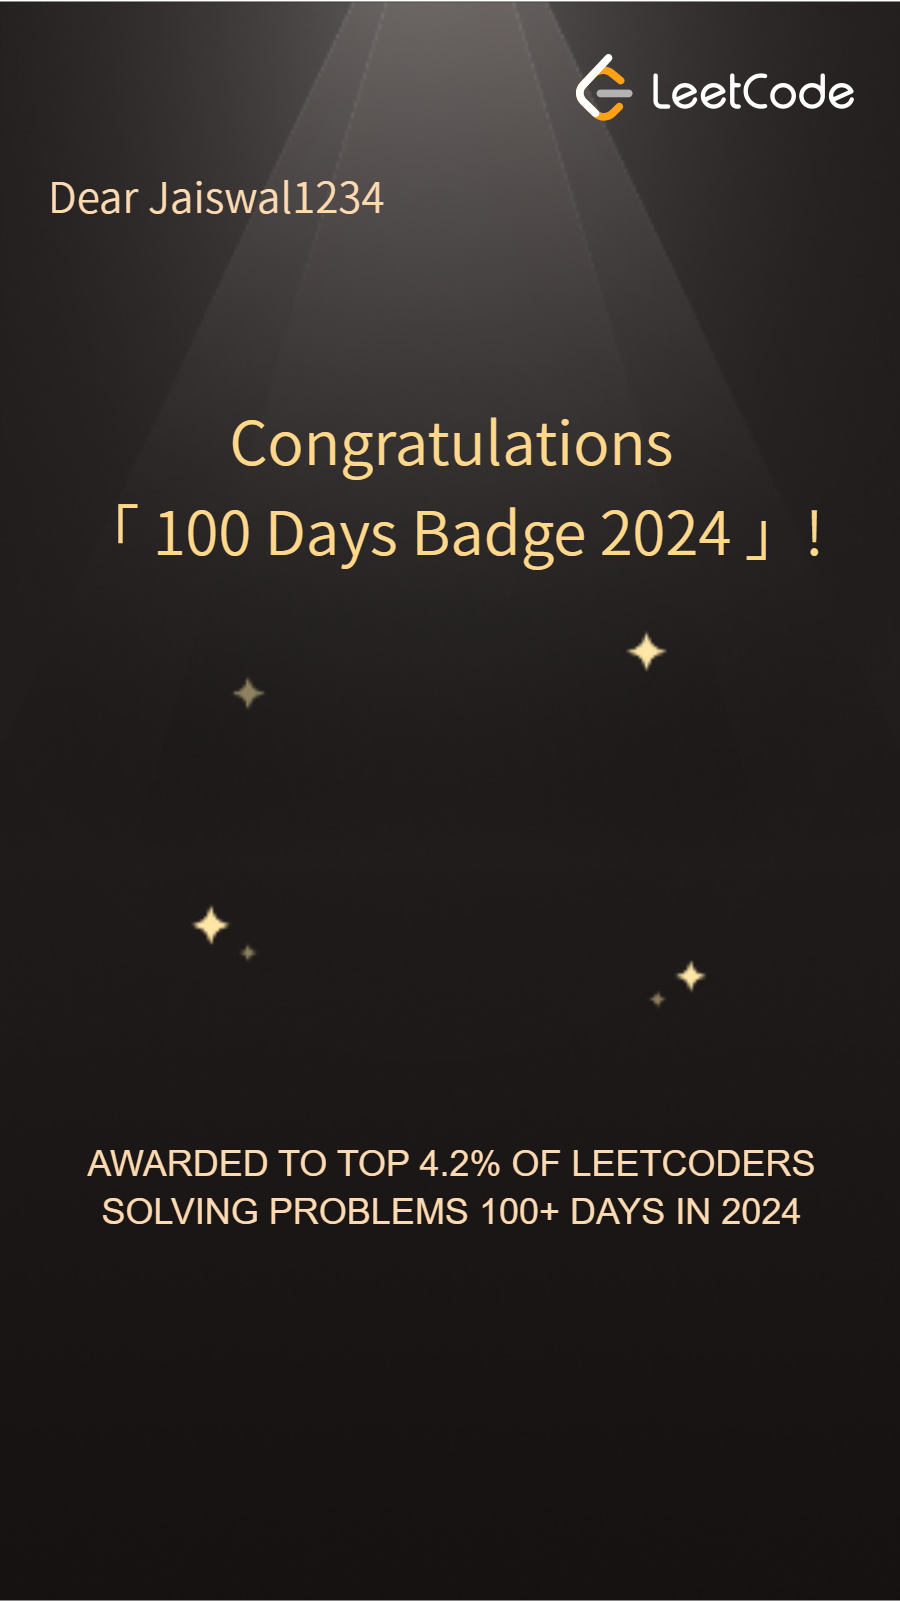 LeetCode
Dear Jaiswal1234
Congratulations
「 100 Days Badge 2024 」!
AWARDED TO TOP 4.2% OF LEETCODERS
SOLVING PROBLEMS 100+ DAYS IN 2024